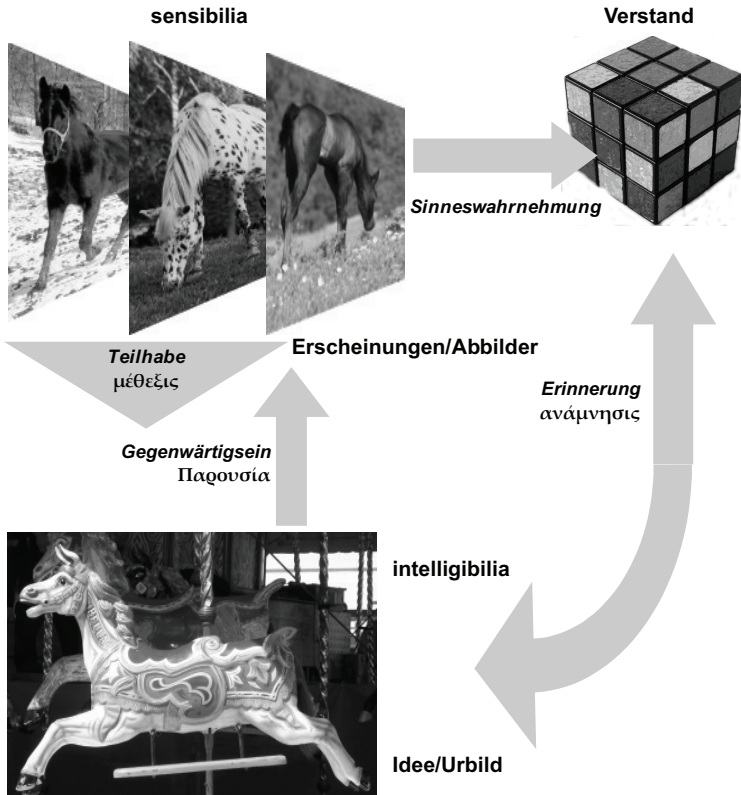 sensibilia
Verstand
Sinneswahrnehmung
Erscheinungen/Abbilder
Teilhabe
μέθεξις
Erinnerung
ανάμνησις
Gegenwärtigsein
Παρουσία
intelligibilia
Idee/Urbild